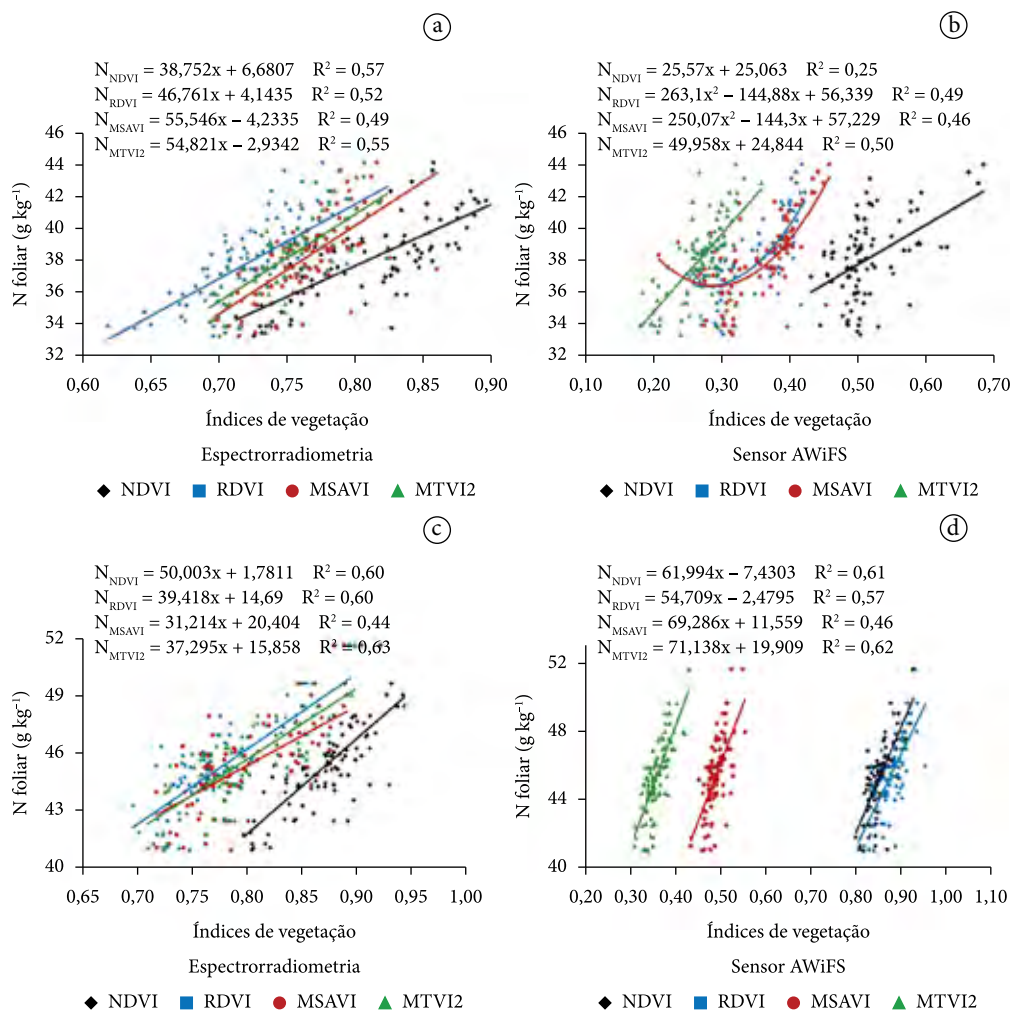 a
N_NDVI = 38,752x + 6,6807 R² = 0,57
N_RDVI = 46,761x + 4,1435 R² = 0,52
N_MSAVI = 55,546x – 4,2335 R² = 0,49
N_MTVI2 = 54,821x – 2,9342 R² = 0,55
N foliar (g kg⁻¹)
46
44
42
40
38
36
34
32
0,60 0,65 0,70 0,75 0,80 0,85 0,90
Índices de vegetação
Espectrorradiometria
NDVI RDVI MSAVI MTVI2
b
N_NDVI = 25,57x + 25,063 R² = 0,25
N_RDVI = 263,1x² – 144,88x + 56,339 R² = 0,49
N_MSAVI = 250,07x² – 144,3x + 57,229 R² = 0,46
N_MTVI2 = 49,958x + 24,844 R² = 0,50
N foliar (g kg⁻¹)
46
44
42
40
38
36
34
32
0,10 0,20 0,30 0,40 0,50 0,60 0,70
Índices de vegetação
Sensor AWiFS
NDVI RDVI MSAVI MTVI2
c
N_NDVI = 50,003x + 1,7811 R² = 0,60
N_RDVI = 39,418x + 14,69 R² = 0,60
N_MSAVI = 31,214x + 20,404 R² = 0,44
N_MTVI2 = 37,295x + 15,858 R² = 0,63
N foliar (g kg⁻¹)
52
49
46
43
40
0,65 0,70 0,75 0,80 0,85 0,90 0,95 1,00
Índices de vegetação
Espectrorradiometria
NDVI RDVI MSAVI MTVI2
d
N_NDVI = 61,994x – 7,4303 R² = 0,61
N_RDVI = 54,709x – 2,4795 R² = 0,57
N_MSAVI = 69,286x + 11,559 R² = 0,46
N_MTVI2 = 71,138x + 19,909 R² = 0,62
N foliar (g kg⁻¹)
52
48
44
40
0,20 0,30 0,40 0,50 0,60 0,70 0,80 0,90 1,00 1,10
Índices de vegetação
Sensor AWiFS
NDVI RDVI MSAVI MTVI2